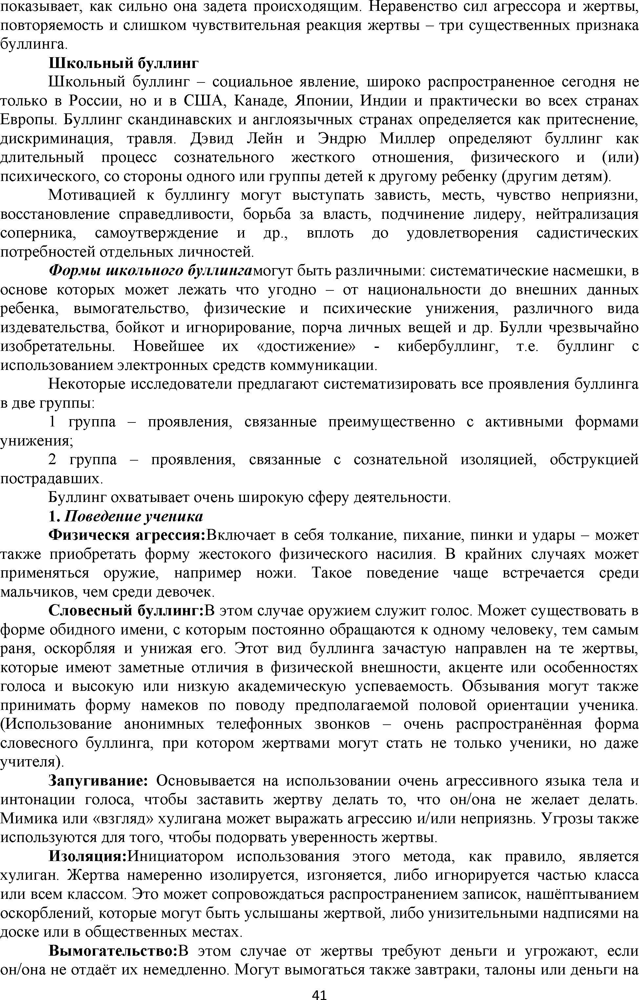 показывает, как сильно она задета происходящим. Неравенство сил агрессора и жертвы,
повторяемость и слишком чувствительная реакция жертвы – три существенных признака
буллинга.
Школьный буллинг
Школьный буллинг – социальное явление, широко распространенное сегодня не
только в России, но и в США, Канаде, Японии, Индии и практически во всех странах
Европы. Буллинг скандинавских и англоязычных странах определяется как притеснение,
дискриминация, травля. Дэвид Лейн и Эндрю Миллер определяют буллинг как
длительный процесс сознательного жесткого отношения, физического и (или)
психического, со стороны одного или группы детей к другому ребенку (другим детям).
Мотивацией к буллингу могут выступать зависть, месть, чувство неприязни,
восстановление справедливости, борьба за власть, подчинение лидеру, нейтрализация
соперника, самоутверждение и др., вплоть до удовлетворения садистических
потребностей отдельных личностей.
Формы школьного буллингамогут быть различными: систематические насмешки, в
основе которых может лежать что угодно – от национальности до внешних данных
ребенка, вымогательство, физические и психические унижения, различного вида
издевательства, бойкот и игнорирование, порча личных вещей и др. Булли чрезвычайно
изобретательны. Новейшее их «достижение» - кибербуллинг, т.е. буллинг с
использованием электронных средств коммуникации.
Некоторые исследователи предлагают систематизировать все проявления буллинга
в две группы:
1 группа – проявления, связанные преимущественно с активными формами
унижения;
2 группа – проявления, связанные с сознательной изоляцией, обструкцией
пострадавших.
Буллинг охватывает очень широкую сферу деятельности.
1. Поведение ученика
Физическя агрессия:Включает в себя толкание, пихание, пинки и удары – может
также приобретать форму жестокого физического насилия. В крайних случаях может
применяться оружие, например ножи. Такое поведение чаще встречается среди
мальчиков, чем среди девочек.
Словесный буллинг:В этом случае оружием служит голос. Может существовать в
форме обидного имени, с которым постоянно обращаются к одному человеку, тем самым
раня, оскорбляя и унижая его. Этот вид буллинга зачастую направлен на те жертвы,
которые имеют заметные отличия в физической внешности, акценте или особенностях
голоса и высокую или низкую академическую успеваемость. Обзывания могут также
принимать форму намеков по поводу предполагаемой половой ориентации ученика.
(Использование анонимных телефонных звонков – очень распространённая форма
словесного буллинга, при котором жертвами могут стать не только ученики, но даже
учителя).
Запугивание: Основывается на использовании очень агрессивного языка тела и
интонации голоса, чтобы заставить жертву делать то, что он/она не желает делать.
Мимика или «взгляд» хулигана может выражать агрессию и/или неприязнь. Угрозы также
используются для того, чтобы подорвать уверенность жертвы.
Изоляция:Инициатором использования этого метода, как правило, является
хулиган. Жертва намеренно изолируется, изгоняется, либо игнорируется частью класса
или всем классом. Это может сопровождаться распространением записок, нашёптыванием
оскорблений, которые могут быть услышаны жертвой, либо унизительными надписями на
доске или в общественных местах.
Вымогательство:В этом случае от жертвы требуют деньги и угрожают, если
он/она не отдаёт их немедленно. Могут вымогаться также завтраки, талоны или деньги на
41